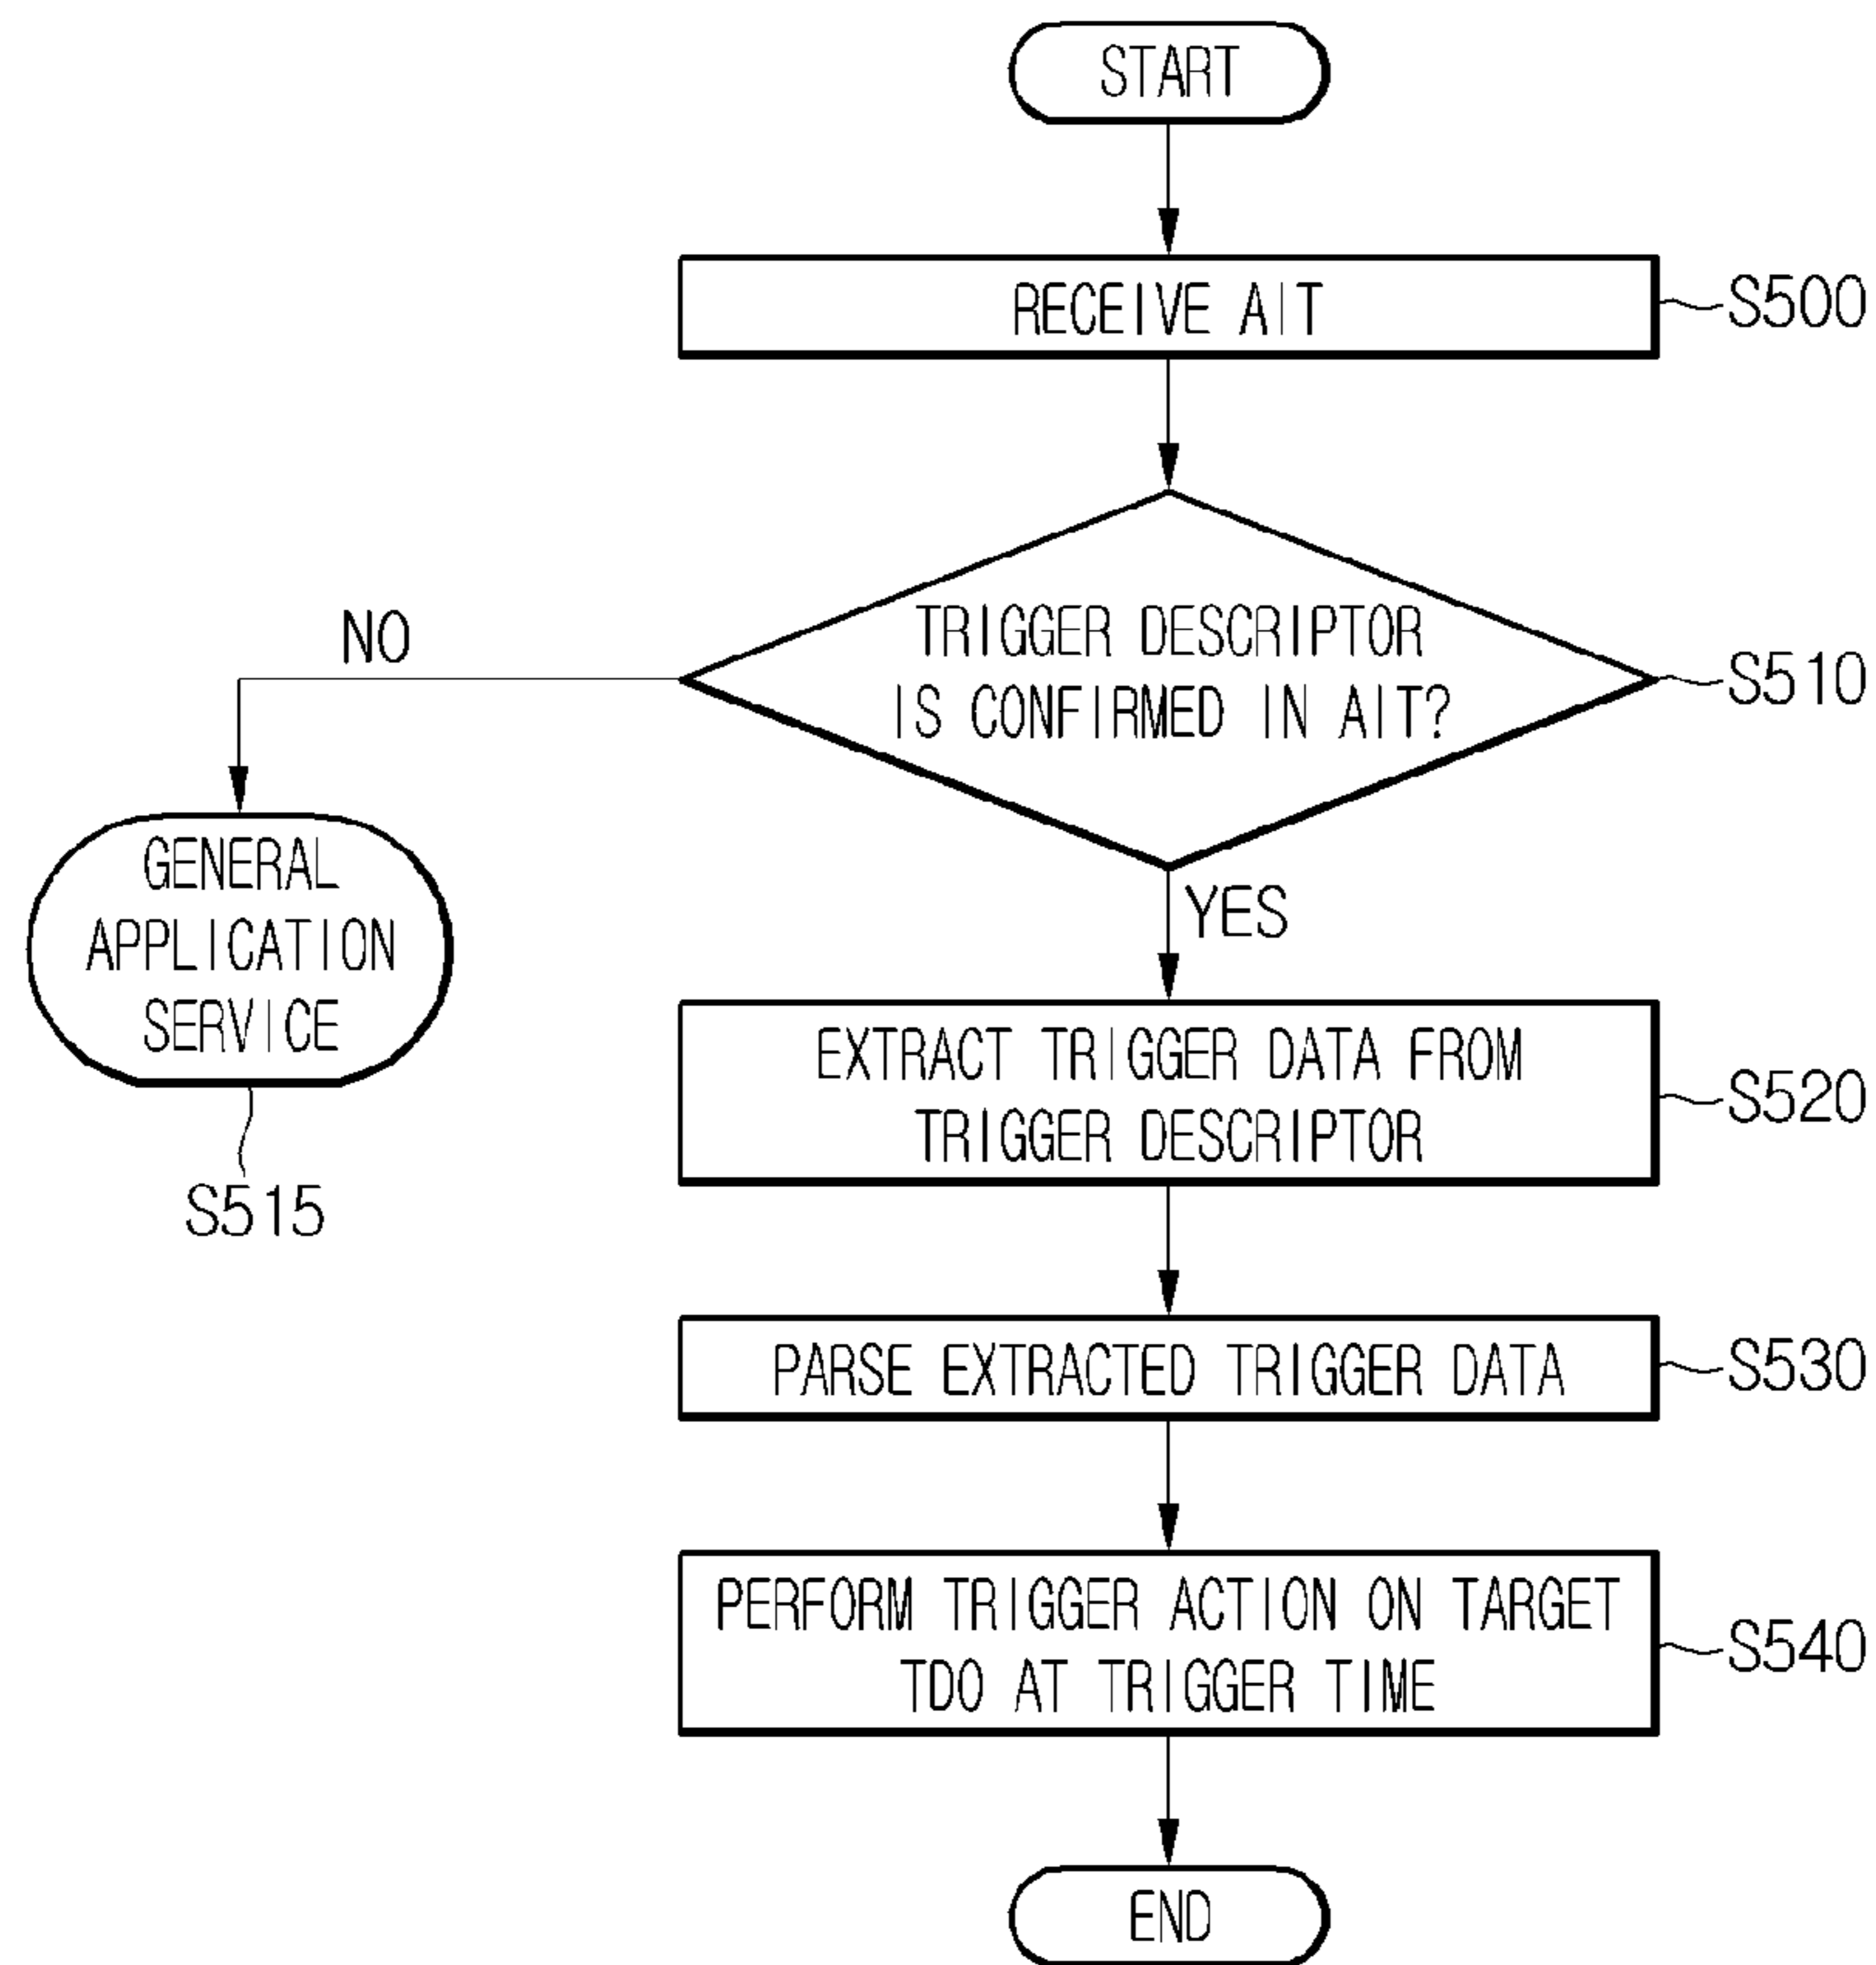 START
RECEIVE AIT
S500
TRIGGER DESCRIPTOR
IS CONFIRMED IN AIT?
S510
NO
GENERAL
APPLICATION
SERVICE
S515
YES
EXTRACT TRIGGER DATA FROM
TRIGGER DESCRIPTOR
S520
PARSE EXTRACTED TRIGGER DATA
S530
PERFORM TRIGGER ACTION ON TARGET
TDO AT TRIGGER TIME
S540
END